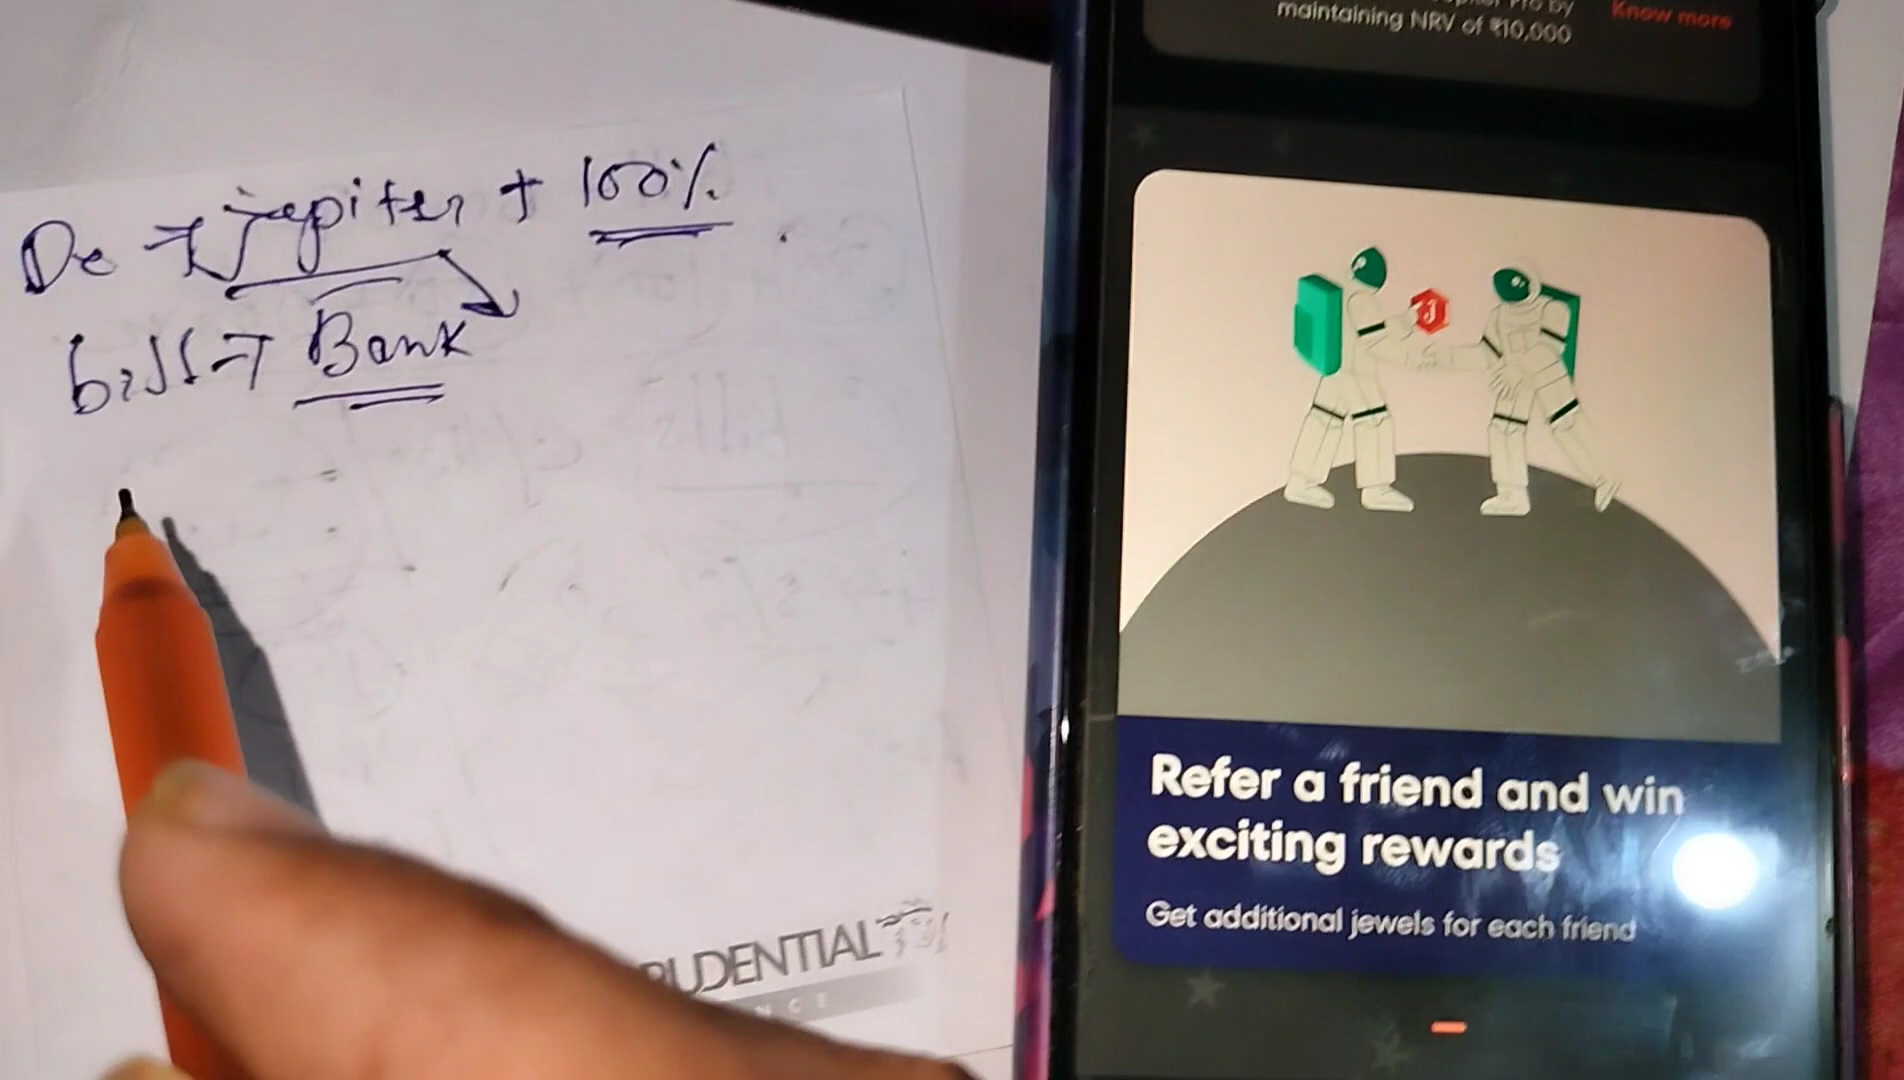 De → jupiter + 100%
bill → Bank
RUDENTIAL
N C E
maintaining NRV of ₹10,000
Know more
J
Refer a friend and win
exciting rewards
Get additional jewels for each friend